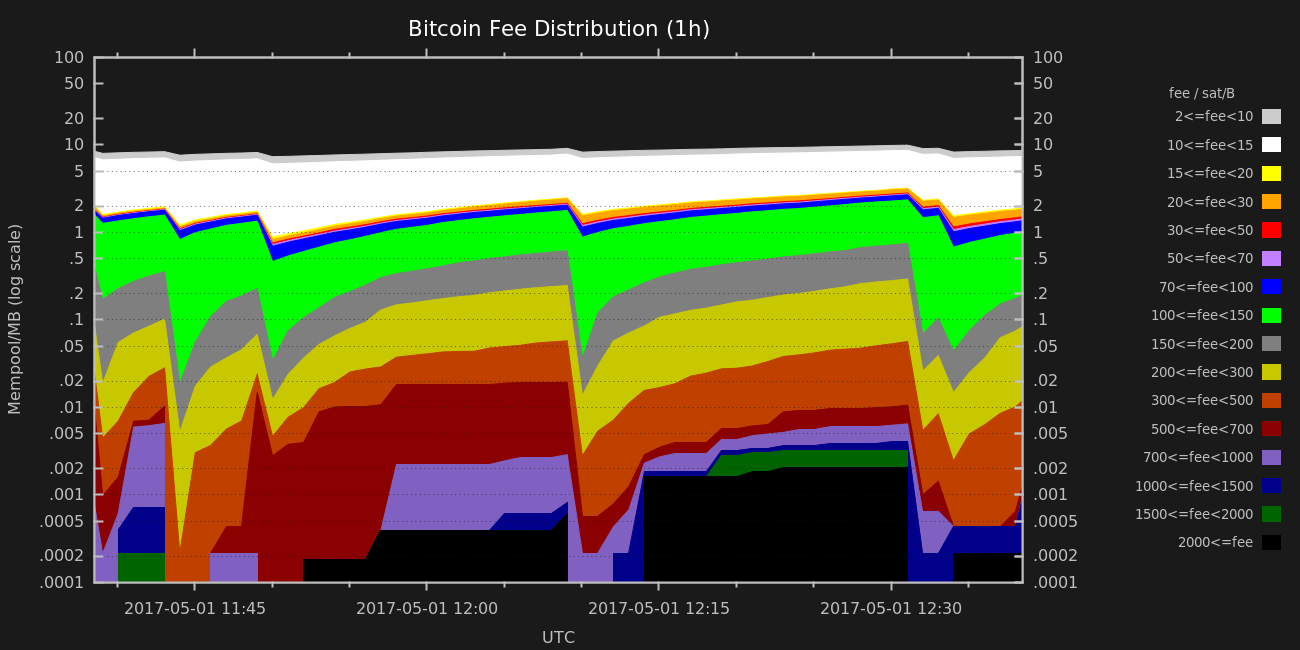 Bitcoin Fee Distribution (1h)
Mempool/MB (log scale)
100
50
20
10
5
2
1
.5
.2
.1
.05
.02
.01
.005
.002
.001
.0005
.0002
.0001
100
50
20
10
5
2
1
.5
.2
.1
.05
.02
.01
.005
.002
.001
.0005
.0002
.0001
2017-05-01 11:45
2017-05-01 12:00
2017-05-01 12:15
2017-05-01 12:30
UTC
fee / sat/B
2<=fee<10
10<=fee<15
15<=fee<20
20<=fee<30
30<=fee<50
50<=fee<70
70<=fee<100
100<=fee<150
150<=fee<200
200<=fee<300
300<=fee<500
500<=fee<700
700<=fee<1000
1000<=fee<1500
1500<=fee<2000
2000<=fee